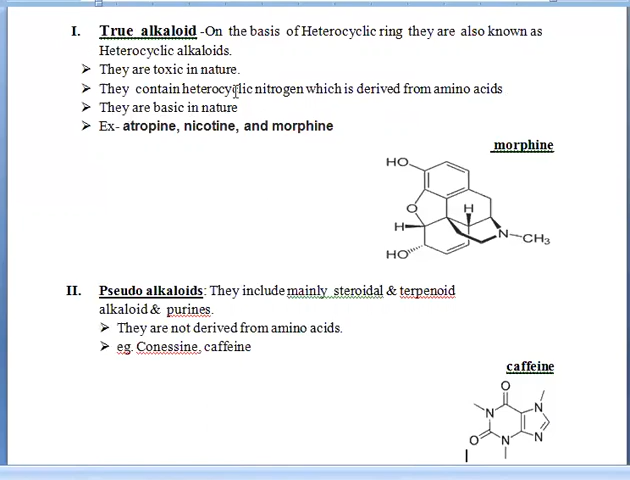 I. True alkaloid -On the basis of Heterocyclic ring they are also known as
Heterocyclic alkaloids.
➢ They are toxic in nature.
➢ They contain heterocyclic nitrogen which is derived from amino acids
➢ They are basic in nature
➢ Ex- atropine, nicotine, and morphine
morphine
HO
O
H
H
N
CH3
HO
II. Pseudo alkaloids: They include mainly steroidal & terpenoid
alkaloid & purines.
➢ They are not derived from amino acids.
➢ eg. Conessine, caffeine
caffeine
O
N
N
O
N
N